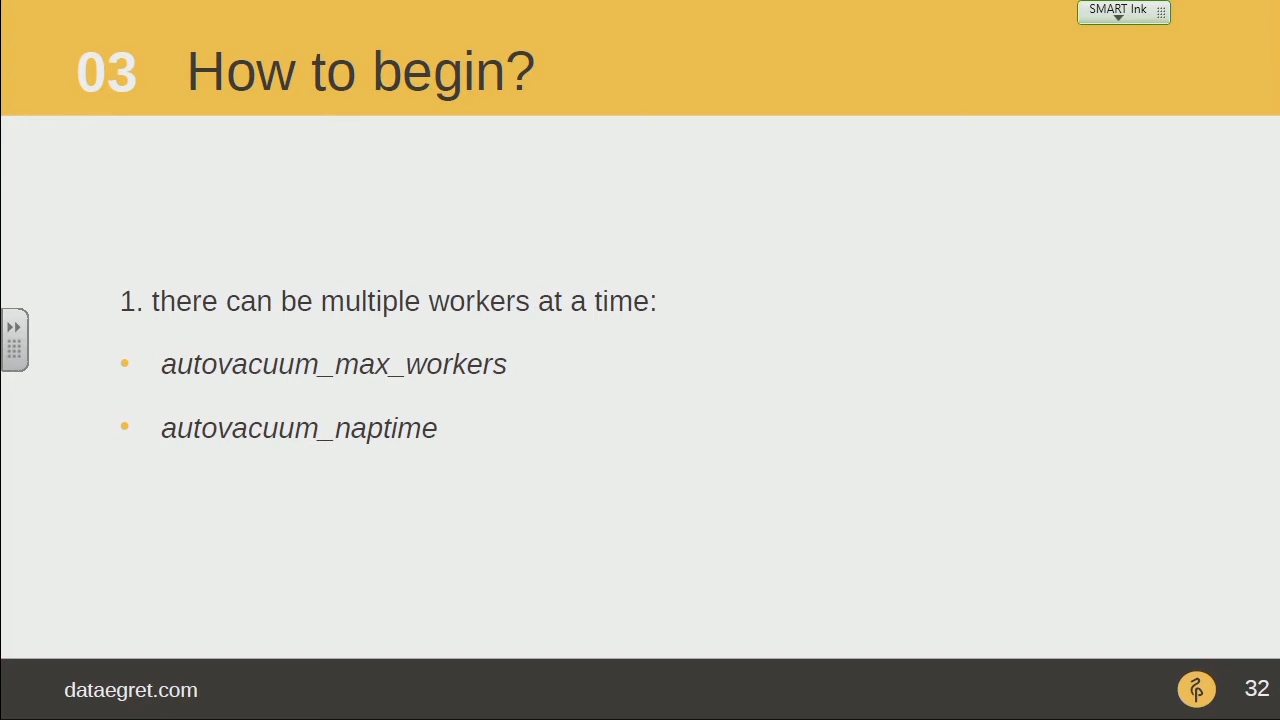 SMART Ink
03 How to begin?
1. there can be multiple workers at a time:
• autovacuum_max_workers
• autovacuum_naptime
dataegret.com
32